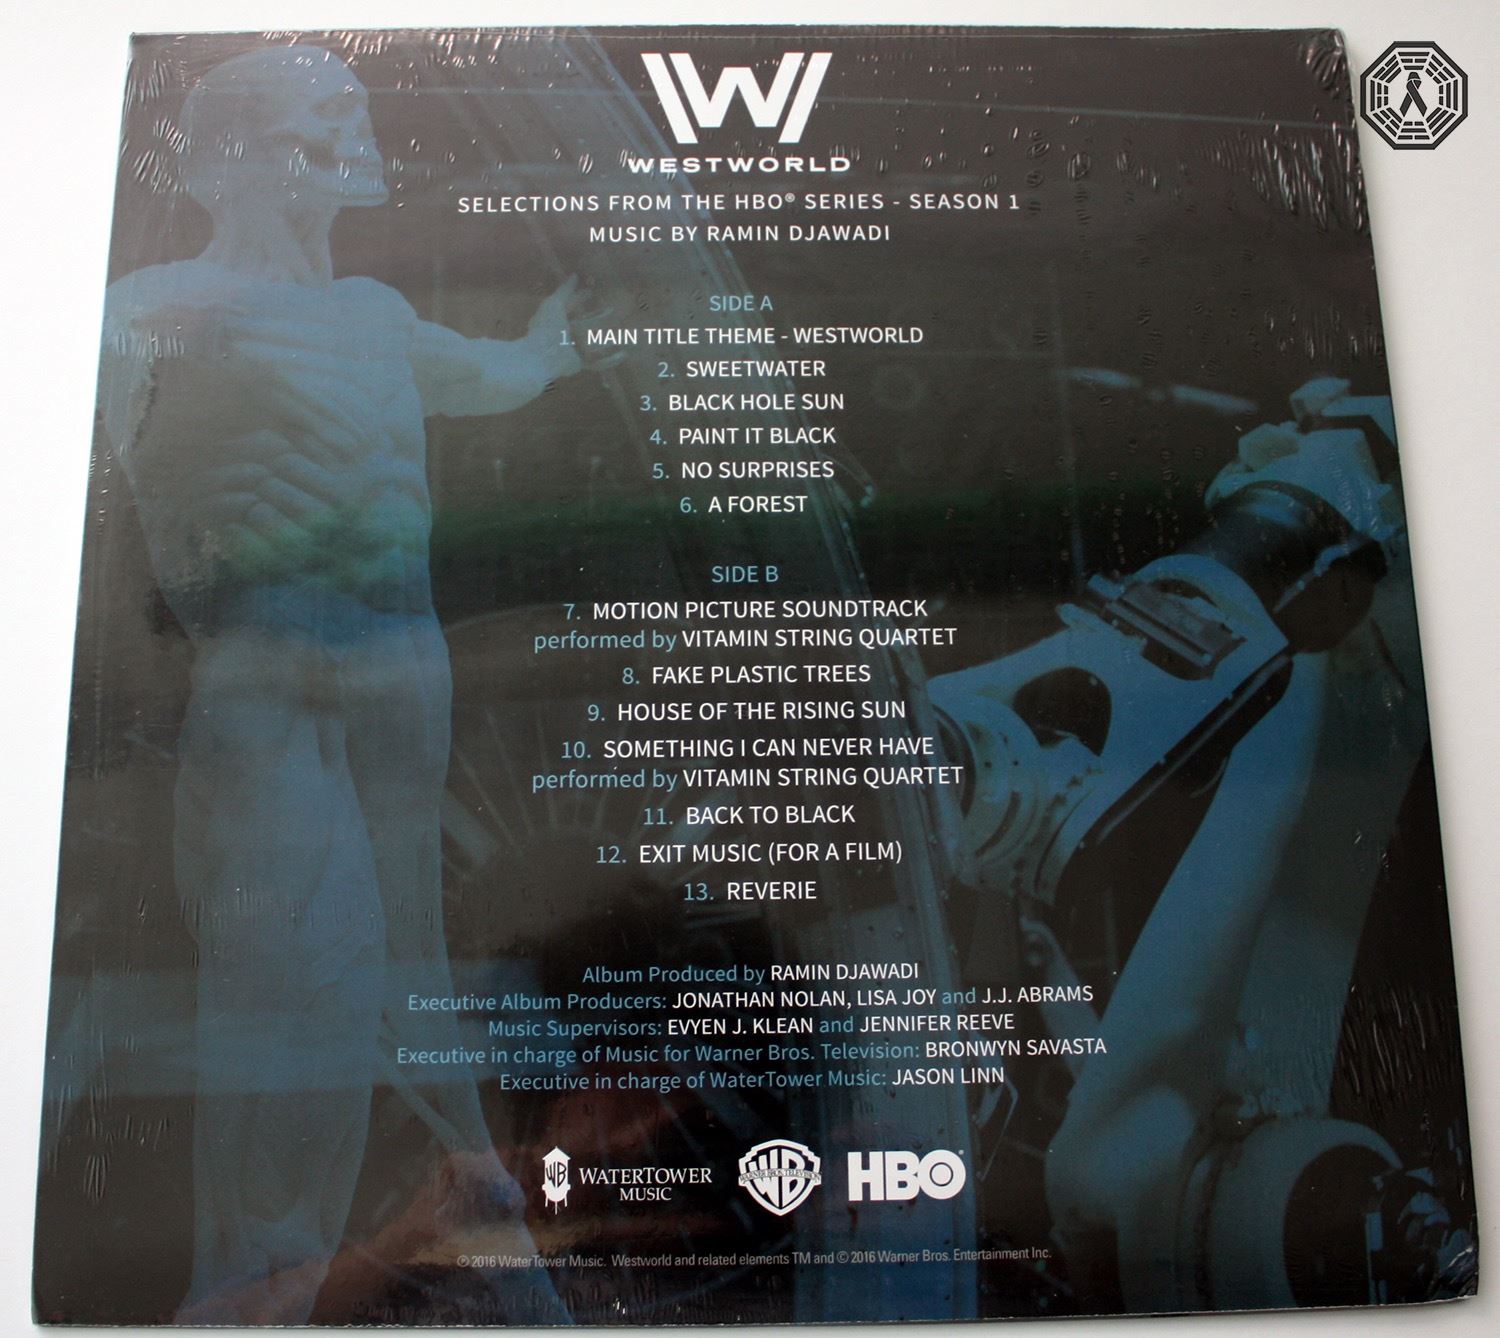 WESTWORLD
SELECTIONS FROM THE HBO® SERIES - SEASON 1
MUSIC BY RAMIN DJAWADI
SIDE A
1. MAIN TITLE THEME - WESTWORLD
2. SWEETWATER
3. BLACK HOLE SUN
4. PAINT IT BLACK
5. NO SURPRISES
6. A FOREST
SIDE B
7. MOTION PICTURE SOUNDTRACK
performed by VITAMIN STRING QUARTET
8. FAKE PLASTIC TREES
9. HOUSE OF THE RISING SUN
10. SOMETHING I CAN NEVER HAVE
performed by VITAMIN STRING QUARTET
11. BACK TO BLACK
12. EXIT MUSIC (FOR A FILM)
13. REVERIE
Album Produced by RAMIN DJAWADI
Executive Album Producers: JONATHAN NOLAN, LISA JOY and J.J. ABRAMS
Music Supervisors: EVYEN J. KLEAN and JENNIFER REEVE
Executive in charge of Music for Warner Bros. Television: BRONWYN SAVASTA
Executive in charge of WaterTower Music: JASON LINN
WB WATERTOWER
MUSIC
WB WARNER BROS. TELEVISION
HBO®
℗ 2016 WaterTower Music. Westworld and related elements TM and © 2016 Warner Bros. Entertainment Inc.